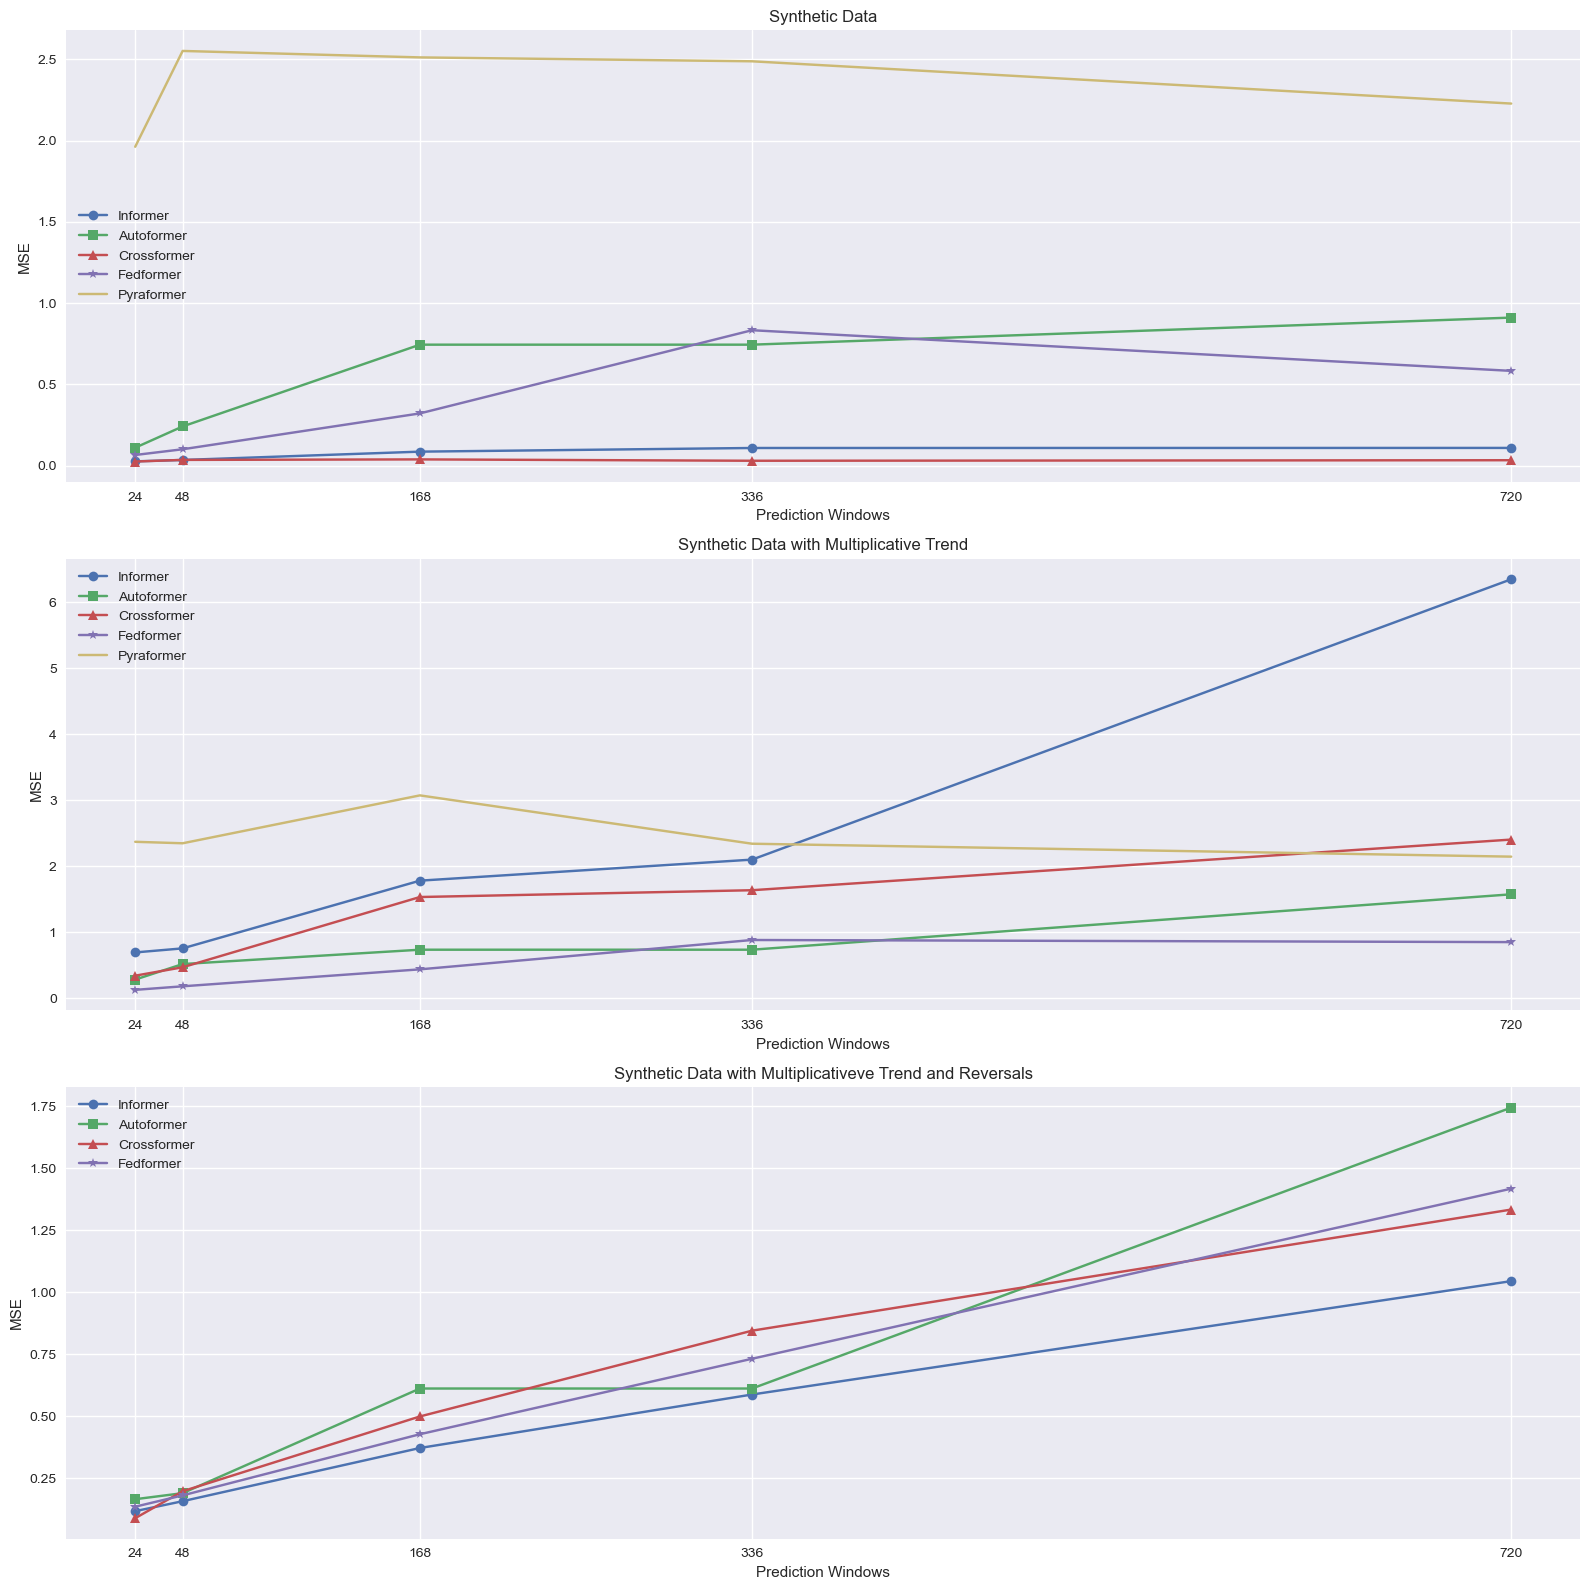 Synthetic Data
2.5
2.0
1.5
1.0
0.5
0.0
MSE
Informer
Autoformer
Crossformer
Fedformer
Pyraformer
24 48 168 336 720
Prediction Windows
Synthetic Data with Multiplicative Trend
6
5
4
3
2
1
0
MSE
Informer
Autoformer
Crossformer
Fedformer
Pyraformer
24 48 168 336 720
Prediction Windows
Synthetic Data with Multiplicativeve Trend and Reversals
1.75
1.50
1.25
1.00
0.75
0.50
0.25
MSE
Informer
Autoformer
Crossformer
Fedformer
24 48 168 336 720
Prediction Windows